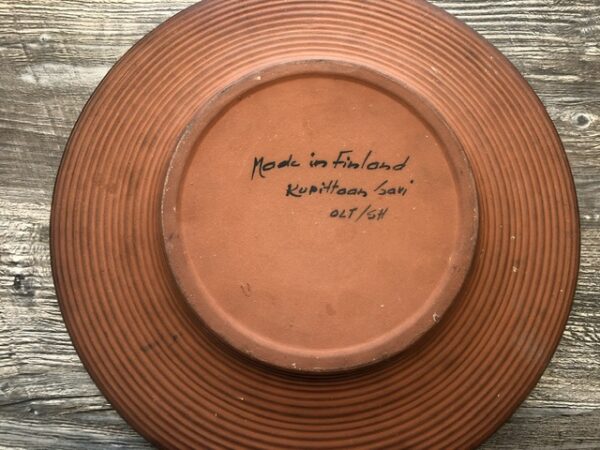 Made in Finland
Kupittaan Savi
OLT/SH